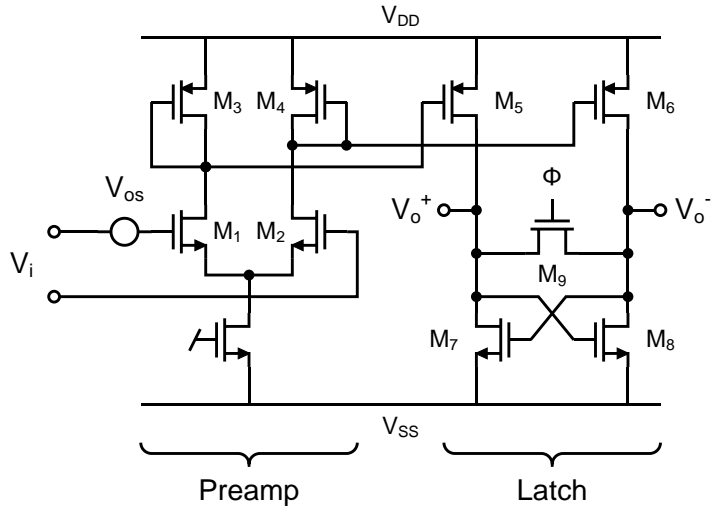 V_DD
M_3 M_4 M_5 M_6
V_os
Φ
V_o^+ V_o^-
M_1 M_2
V_i
M_9
M_7 M_8
V_SS
Preamp Latch